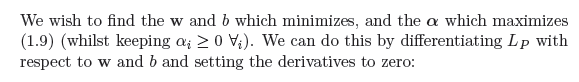 We wish to find the w and b which minimizes, and the α which maximizes
(1.9) (whilst keeping αᵢ ≥ 0 ∀ᵢ). We can do this by differentiating L_P with
respect to w and b and setting the derivatives to zero: